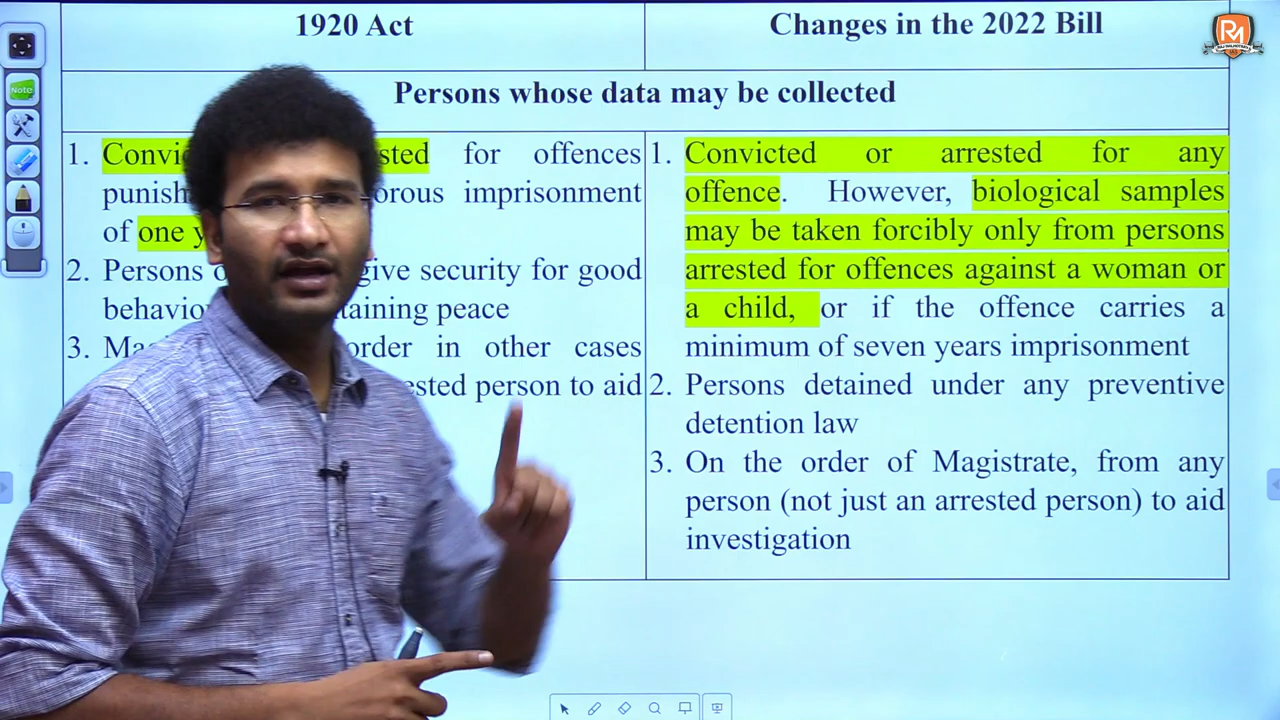 1920 Act
Changes in the 2022 Bill
Persons whose data may be collected
1. Convi sted for offences
punish orous imprisonment
of one y
2. Persons give security for good
behavio taining peace
3. Ma order in other cases
ested person to aid
1. Convicted or arrested for any
offence. However, biological samples
may be taken forcibly only from persons
arrested for offences against a woman or
a child, or if the offence carries a
minimum of seven years imprisonment
2. Persons detained under any preventive
detention law
3. On the order of Magistrate, from any
person (not just an arrested person) to aid
investigation
Note
RM